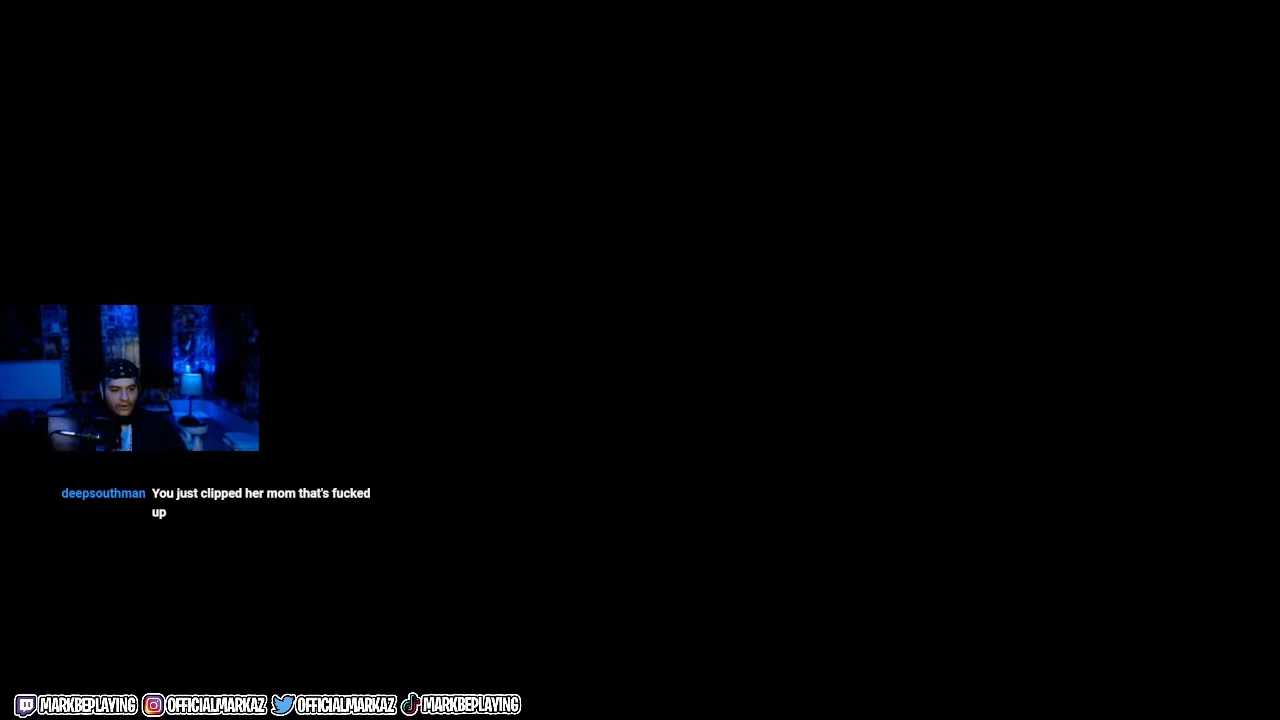 deepsouthman You just clipped her mom that's fucked
up
MARKBEPLAYING OFFICIALMARKAZ OFFICIALMARKAZ MARKBEPLAYING